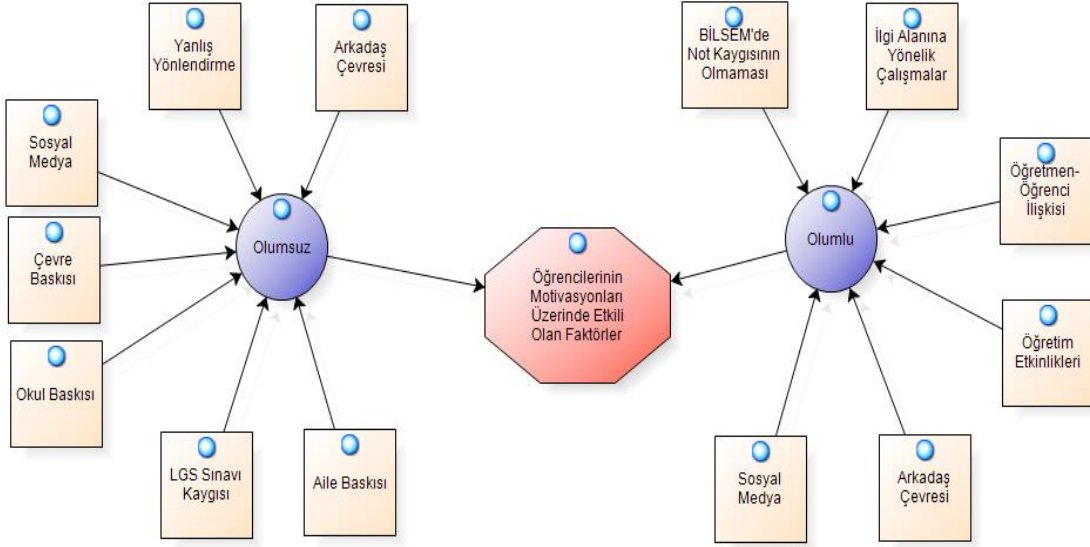 Yanlış
Yönlendirme
Arkadaş
Çevresi
BİLSEM'de
Not Kaygısının
Olmaması
İlgi Alanına
Yönelik
Çalışmalar
Sosyal
Medya
Öğretmen-
Öğrenci
İlişkisi
Olumsuz
Olumlu
Çevre
Baskısı
Öğrencilerinin
Motivasyonları
Üzerinde Etkili
Olan Faktörler
Öğretim
Etkinlikleri
Okul Baskısı
LGS Sınavı
Kaygısı
Aile Baskısı
Sosyal
Medya
Arkadaş
Çevresi